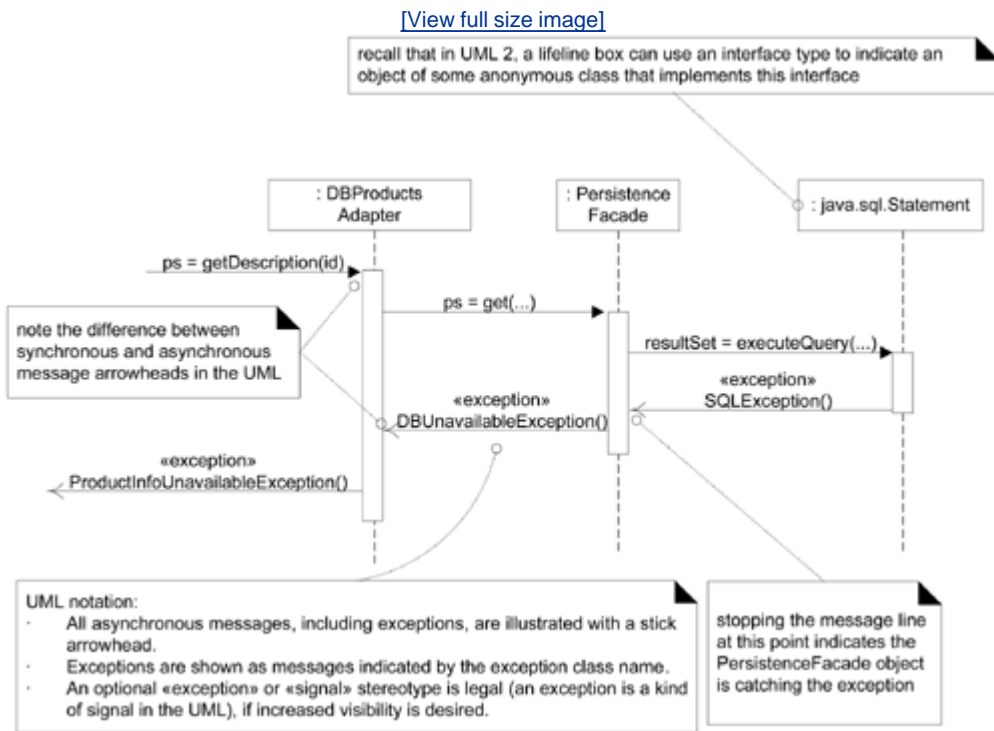 [View full size image]
recall that in UML 2, a lifeline box can use an interface type to indicate an
object of some anonymous class that implements this interface
: DBProducts
Adapter
: Persistence
Facade
: java.sql.Statement
ps = getDescription(id)
ps = get(...)
note the difference between
synchronous and asynchronous
message arrowheads in the UML
resultSet = executeQuery(...)
«exception»
SQLException()
«exception»
DBUnavailableException()
«exception»
ProductInfoUnavailableException()
UML notation:
· All asynchronous messages, including exceptions, are illustrated with a stick
arrowhead.
· Exceptions are shown as messages indicated by the exception class name.
· An optional «exception» or «signal» stereotype is legal (an exception is a kind
of signal in the UML), if increased visibility is desired.
stopping the message line
at this point indicates the
PersistenceFacade object
is catching the exception